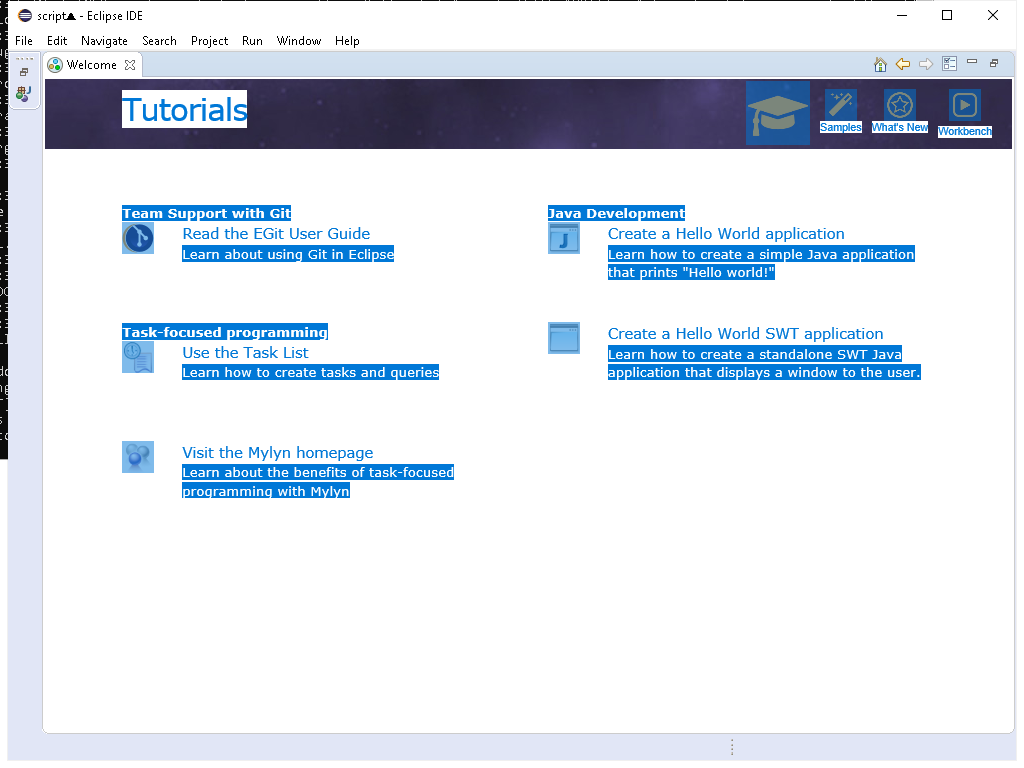 script▲ - Eclipse IDE
File Edit Navigate Search Project Run Window Help
Welcome
Tutorials
Samples What's New Workbench
Team Support with Git
Read the EGit User Guide
Learn about using Git in Eclipse
Java Development
Create a Hello World application
Learn how to create a simple Java application
that prints "Hello world!"
Task-focused programming
Use the Task List
Learn how to create tasks and queries
Create a Hello World SWT application
Learn how to create a standalone SWT Java
application that displays a window to the user.
Visit the Mylyn homepage
Learn about the benefits of task-focused
programming with Mylyn